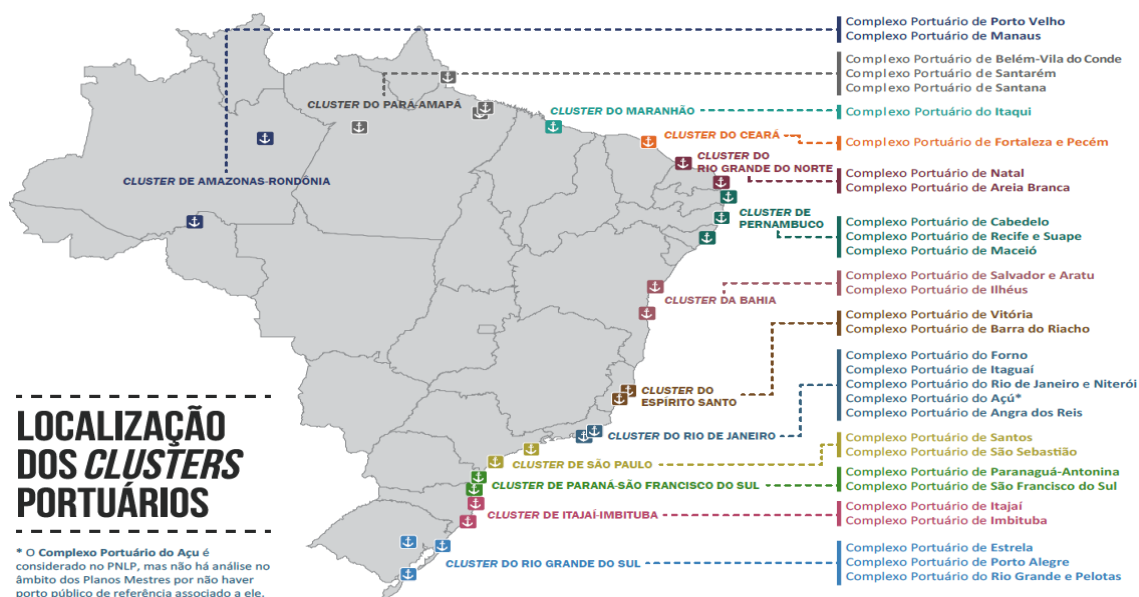 Complexo Portuário de Porto Velho
Complexo Portuário de Manaus
Complexo Portuário de Belém-Vila do Conde
Complexo Portuário de Santarém
Complexo Portuário de Santana
CLUSTER DO PARÁ-AMAPÁ
CLUSTER DO MARANHÃO
Complexo Portuário do Itaqui
CLUSTER DO CEARÁ
Complexo Portuário de Fortaleza e Pecém
CLUSTER DO
RIO GRANDE DO NORTE
Complexo Portuário de Natal
Complexo Portuário de Areia Branca
CLUSTER DE AMAZONAS-RONDÔNIA
CLUSTER DE
PERNAMBUCO
Complexo Portuário de Cabedelo
Complexo Portuário de Recife e Suape
Complexo Portuário de Maceió
CLUSTER DA BAHIA
Complexo Portuário de Salvador e Aratu
Complexo Portuário de Ilhéus
Complexo Portuário de Vitória
Complexo Portuário de Barra do Riacho
CLUSTER DO
ESPÍRITO SANTO
Complexo Portuário do Forno
Complexo Portuário de Itaguaí
Complexo Portuário do Rio de Janeiro e Niterói
Complexo Portuário do Açú*
Complexo Portuário de Angra dos Reis
CLUSTER DO RIO DE JANEIRO
Complexo Portuário de Santos
Complexo Portuário de São Sebastião
CLUSTER DE SÃO PAULO
CLUSTER DE PARANÁ-SÃO FRANCISCO DO SUL
Complexo Portuário de Paranaguá-Antonina
Complexo Portuário de São Francisco do Sul
CLUSTER DE ITAJAÍ-IMBITUBA
Complexo Portuário de Itajaí
Complexo Portuário de Imbituba
CLUSTER DO RIO GRANDE DO SUL
Complexo Portuário de Estrela
Complexo Portuário de Porto Alegre
Complexo Portuário do Rio Grande e Pelotas
LOCALIZAÇÃO
DOS CLUSTERS
PORTUÁRIOS
* O Complexo Portuário do Açu é
considerado no PNLP, mas não há análise no
âmbito dos Planos Mestres por não haver
porto público de referência associado a ele.